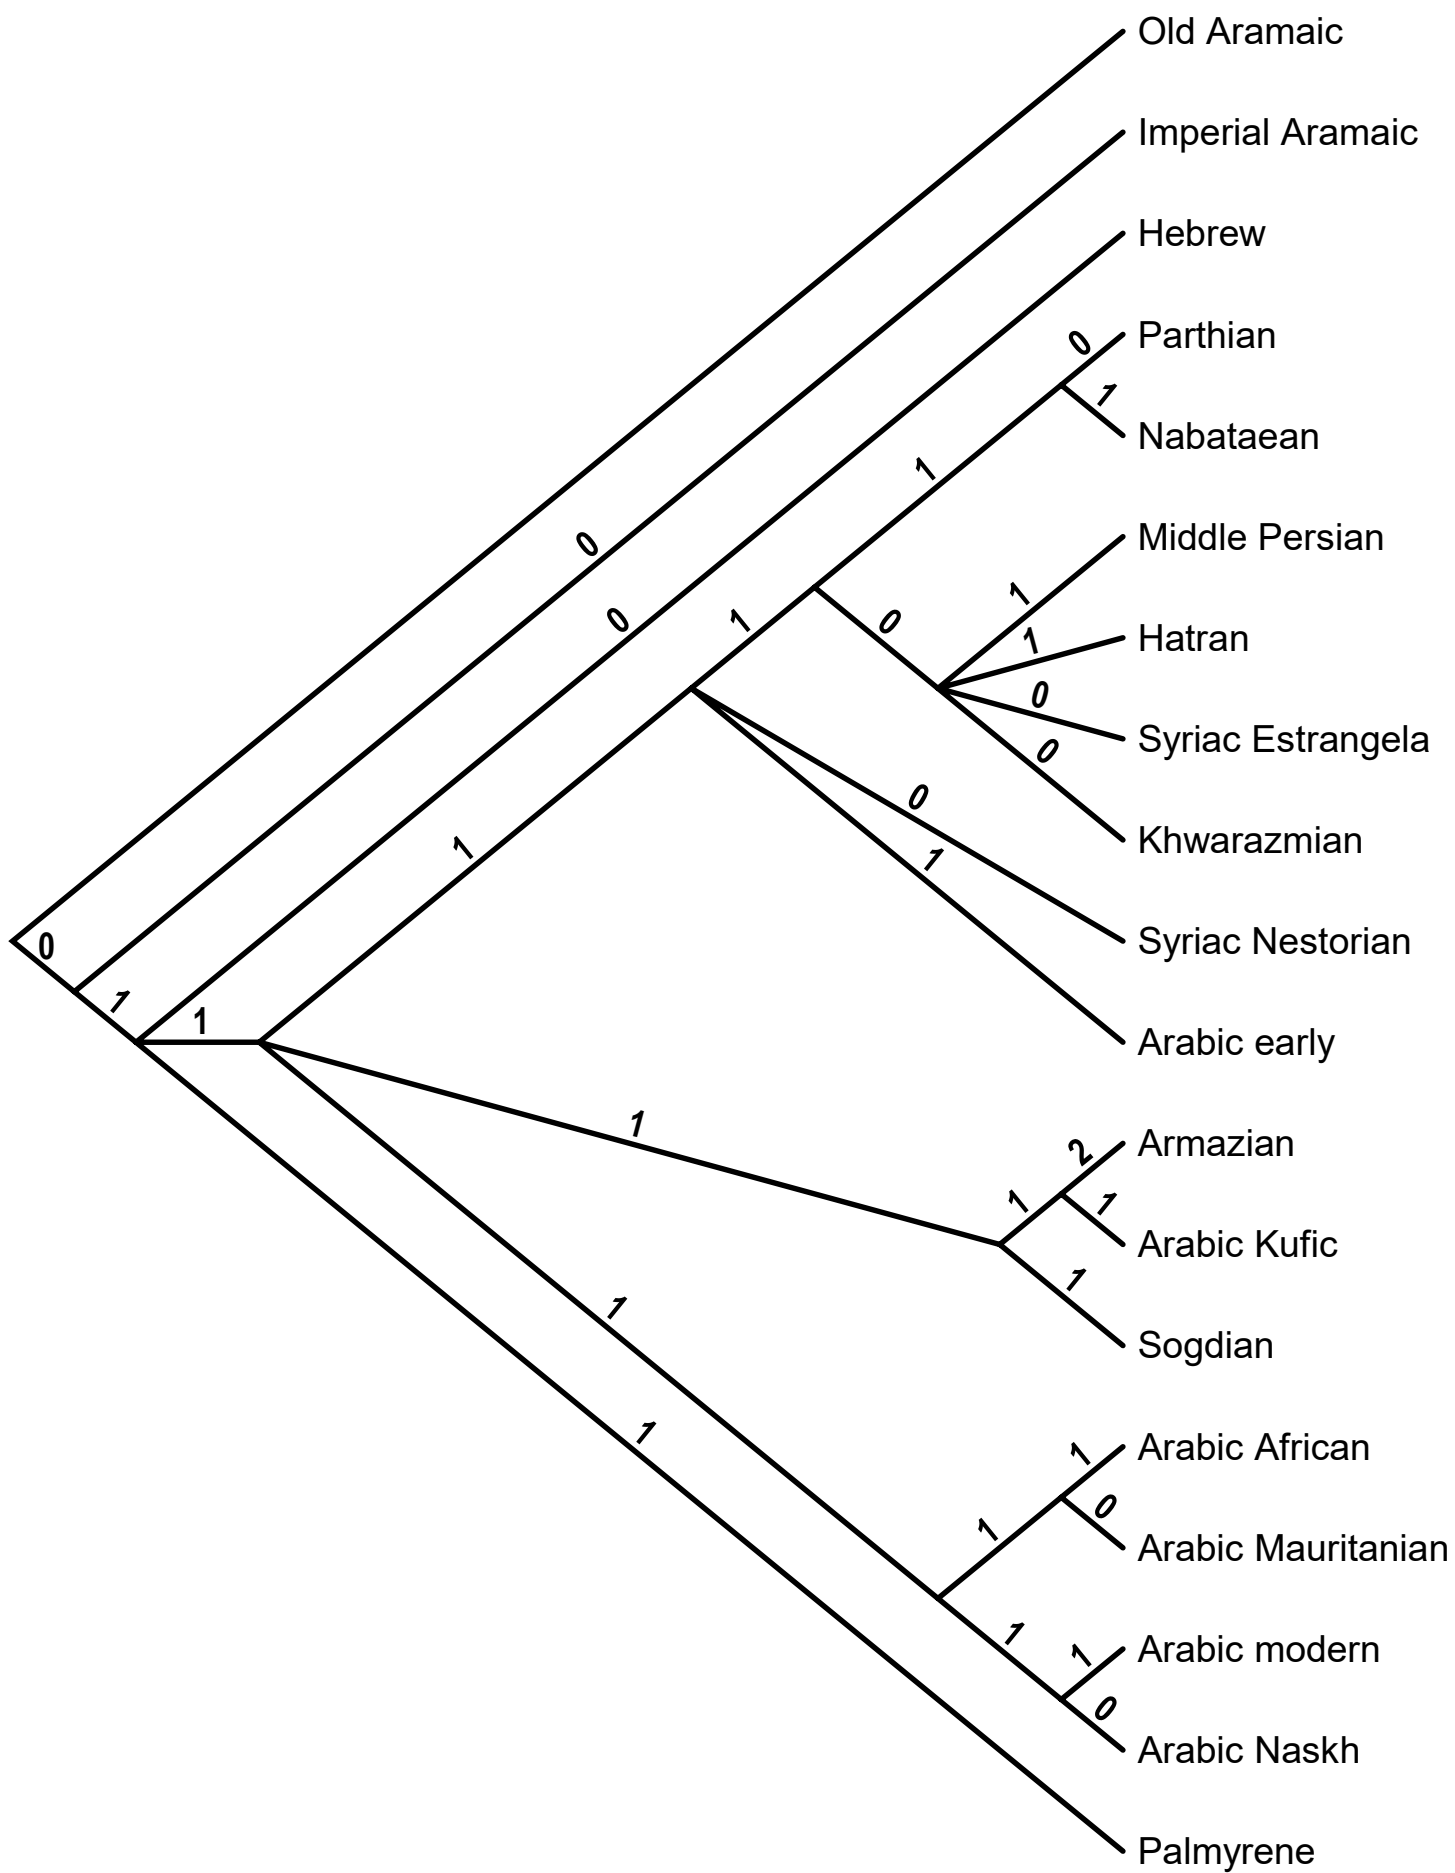 Old Aramaic
Imperial Aramaic
Hebrew
0 Parthian
1
Nabataean
1
Middle Persian
0
1
0
1
0
1
Hatran
0
Syriac Estrangela
0
Khwarazmian
0
1
1
Syriac Nestorian
0
1
1
Arabic early
1
2 Armazian
1
1
Arabic Kufic
1
Sogdian
1
1
1 Arabic African
0
1
Arabic Mauritanian
1
1 Arabic modern
0
Arabic Naskh
Palmyrene